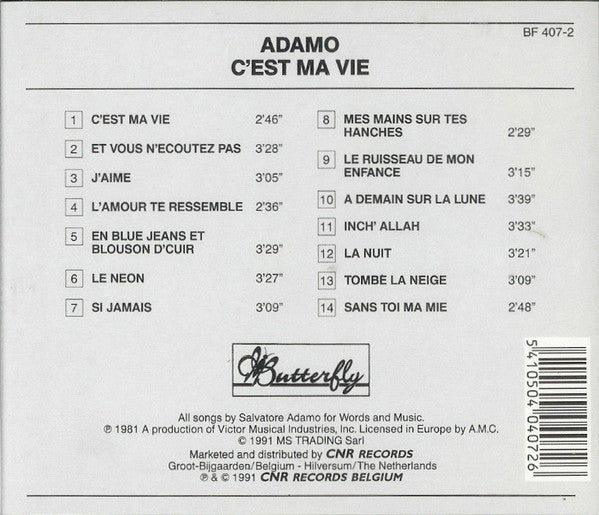 BF 407-2
ADAMO
C'EST MA VIE
1 C'EST MA VIE 2'46"
2 ET VOUS N'ECOUTEZ PAS 3'28"
3 J'AIME 3'05"
4 L'AMOUR TE RESSEMBLE 2'36"
5 EN BLUE JEANS ET
BLOUSON D'CUIR 3'29"
6 LE NEON 3'27"
7 SI JAMAIS 3'09"
8 MES MAINS SUR TES
HANCHES 2'29"
9 LE RUISSEAU DE MON
ENFANCE 3'15"
10 A DEMAIN SUR LA LUNE 3'39"
11 INCH' ALLAH 3'33"
12 LA NUIT 3'21"
13 TOMBÈ LA NEIGE 3'09"
14 SANS TOI MA MIE 2'48"
Butterfly
All songs by Salvatore Adamo for Words and Music.
℗ 1981 A production of Victor Musical Industries, Inc. Licensed in Europe by A.M.C.
© 1991 MS TRADING Sarl
Marketed and distributed by CNR RECORDS
Groot-Bijgaarden/Belgium - Hilversum/The Netherlands
℗ & © 1991 CNR RECORDS BELGIUM
5 410504 040726